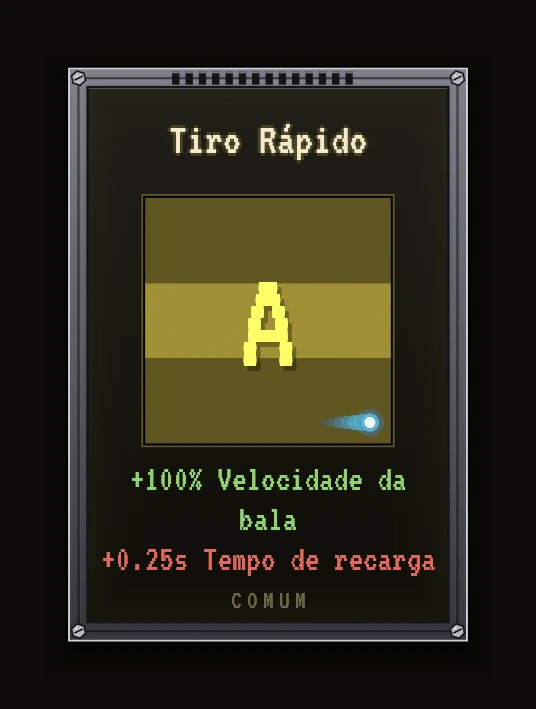 Tiro Rápido
A
+100% Velocidade da
bala
+0.25s Tempo de recarga
COMUM